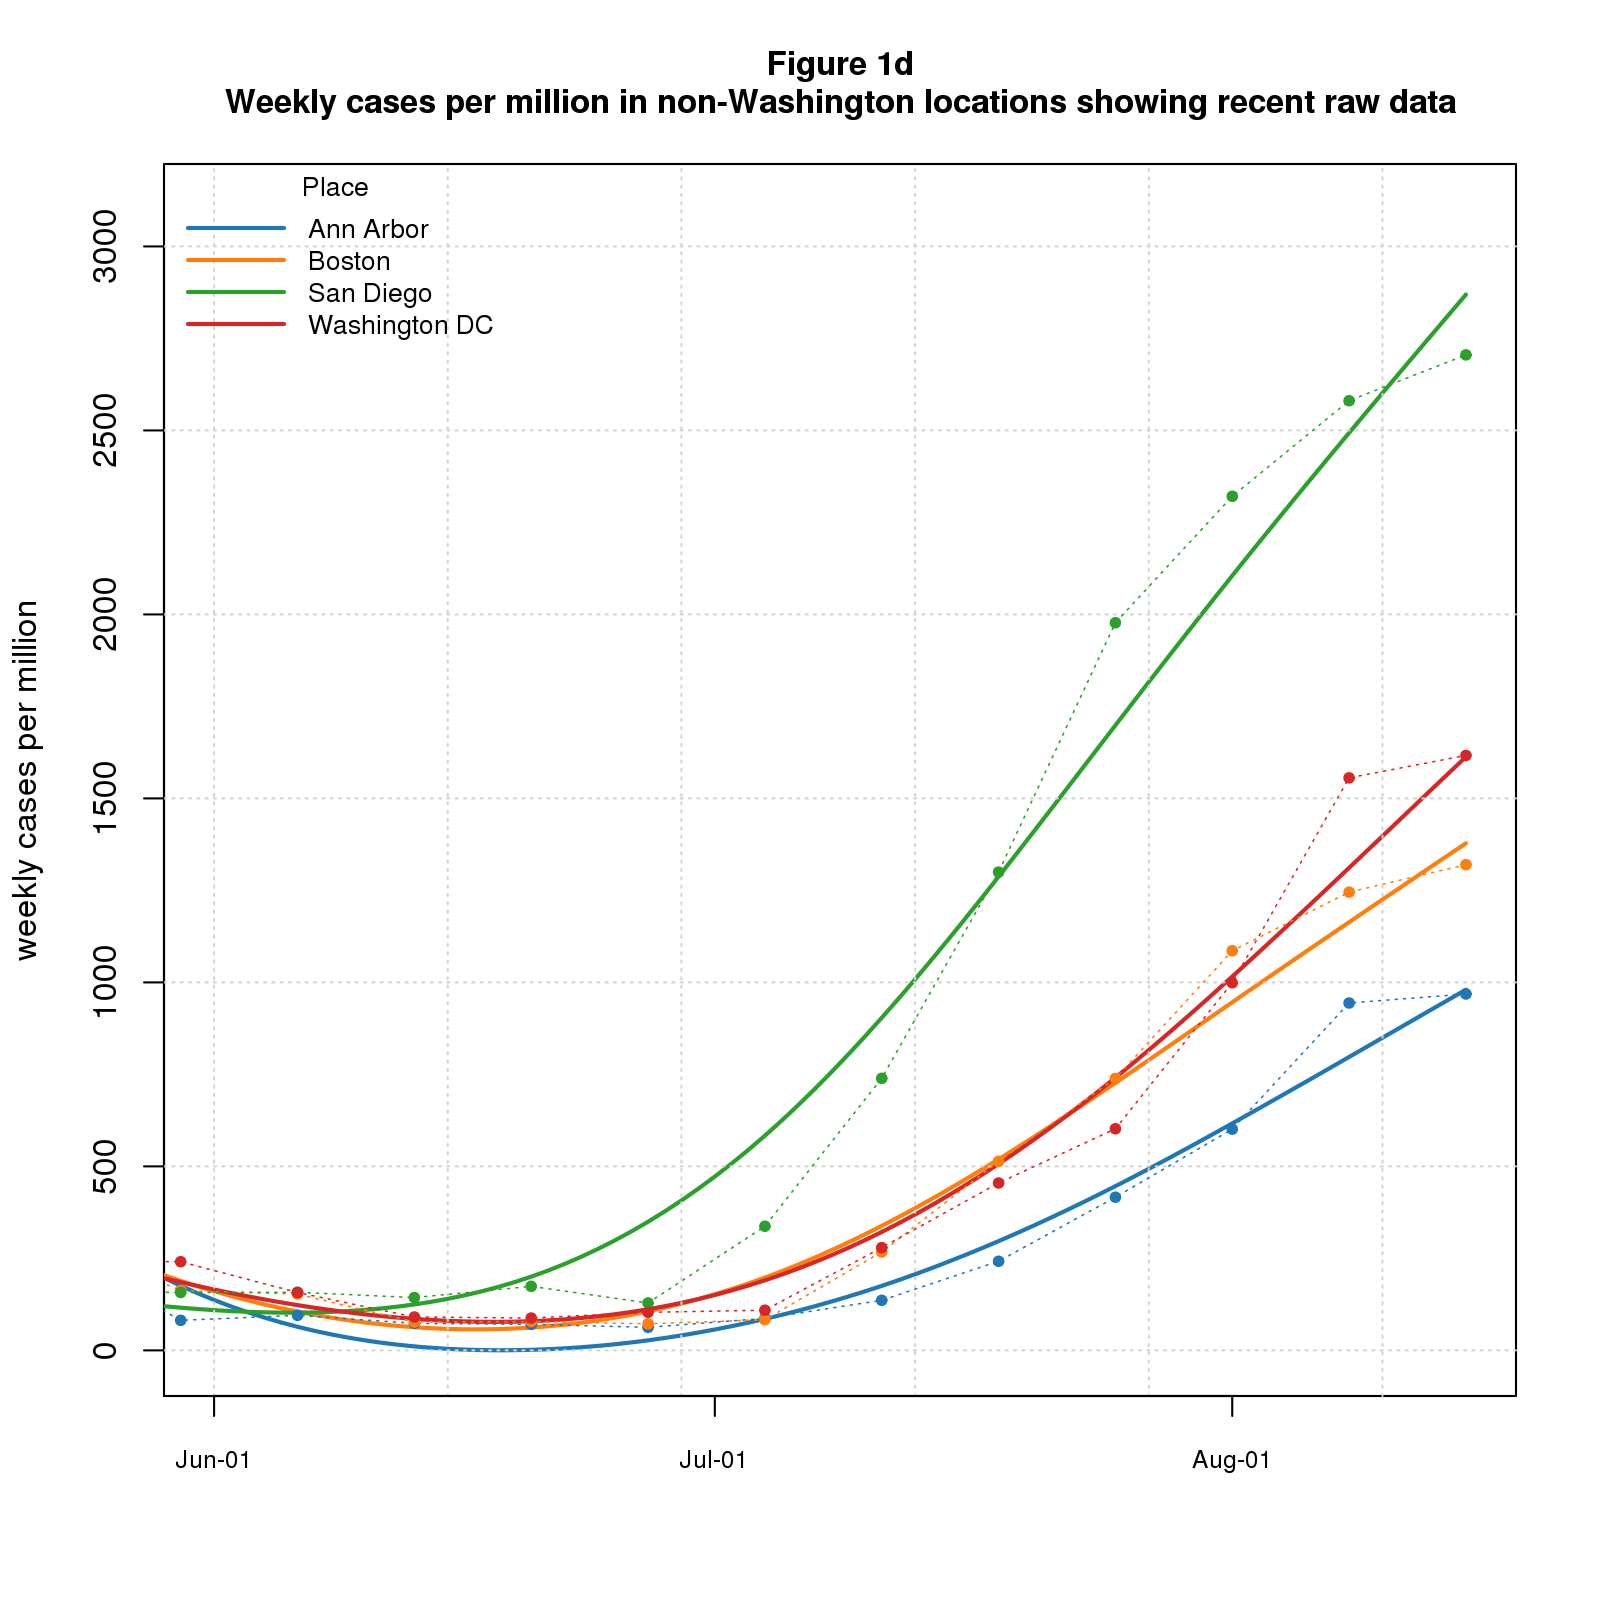 Figure 1d
Weekly cases per million in non-Washington locations showing recent raw data
Place
Ann Arbor
Boston
San Diego
Washington DC
weekly cases per million
3000
2500
2000
1500
1000
500
0
Jun-01
Jul-01
Aug-01